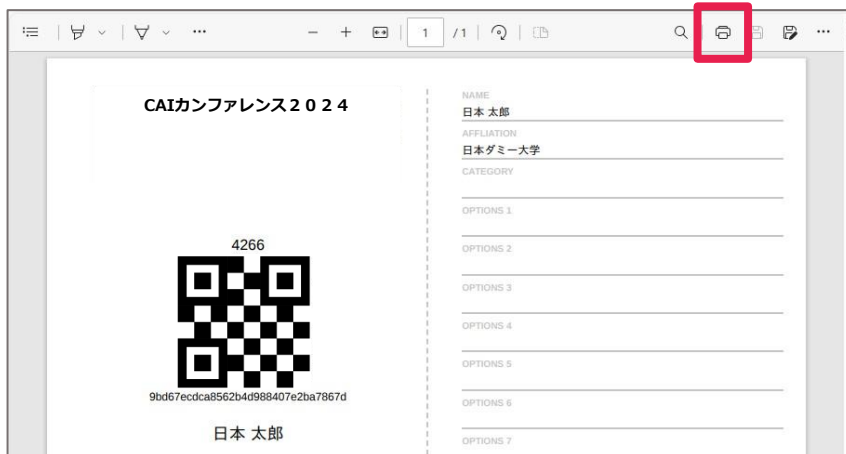 1 /1
CAIカンファレンス２０２４
4266
9bd67ecdca8562b4d988407e2ba7867d
日本 太郎
NAME
日本 太郎
AFFLIATION
日本ダミー大学
CATEGORY
OPTIONS 1
OPTIONS 2
OPTIONS 3
OPTIONS 4
OPTIONS 5
OPTIONS 6
OPTIONS 7